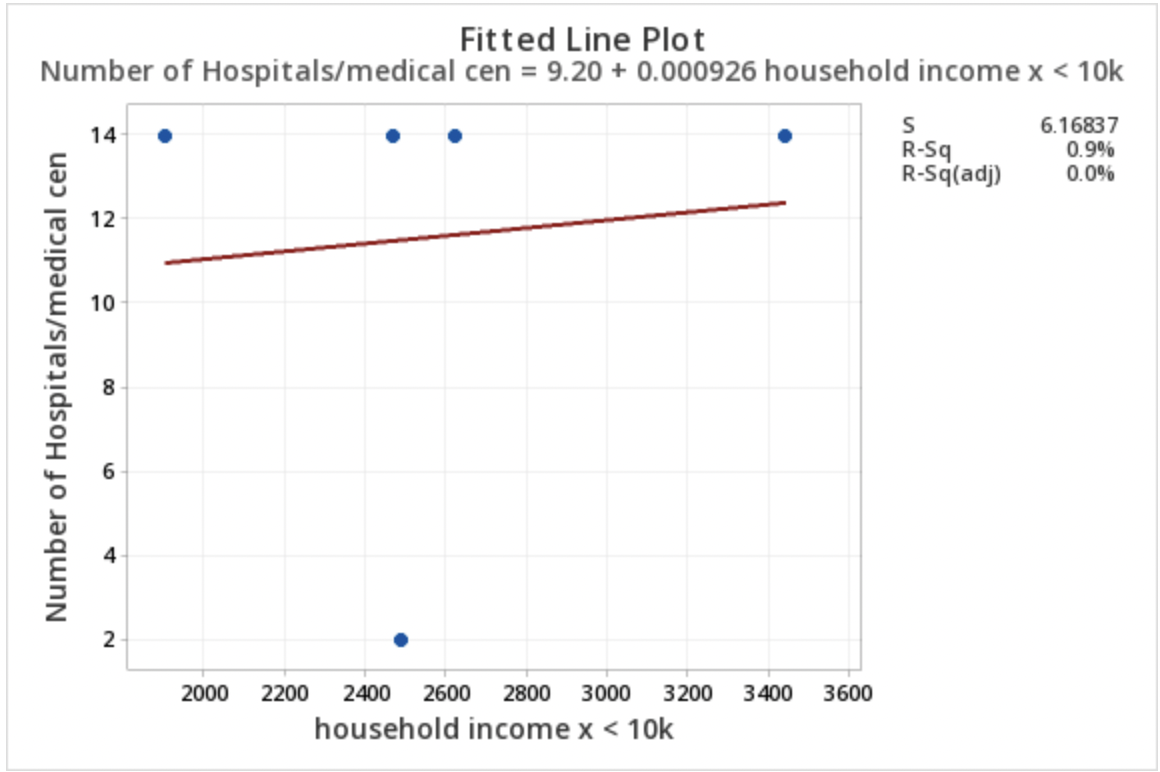 Fitted Line Plot
Number of Hospitals/medical cen = 9.20 + 0.000926 household income x < 10k
S 6.16837
R-Sq 0.9%
R-Sq(adj) 0.0%
Number of Hospitals/medical cen
14
12
10
8
6
4
2
2000 2200 2400 2600 2800 3000 3200 3400 3600
household income x < 10k